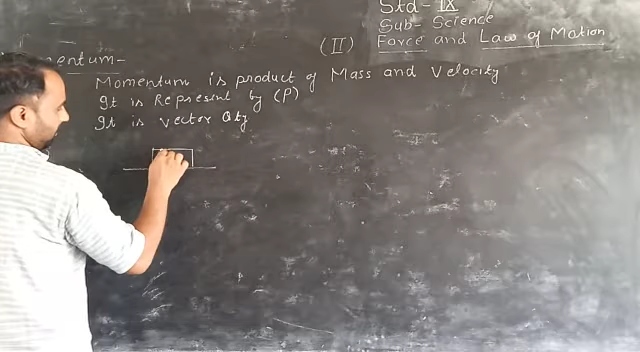 Std - IX
Sub - Science
(II) Force and Law of Motion
entum -
Momentum is product of Mass and Velocity
It is Represent by (P)
It is Vector Qty